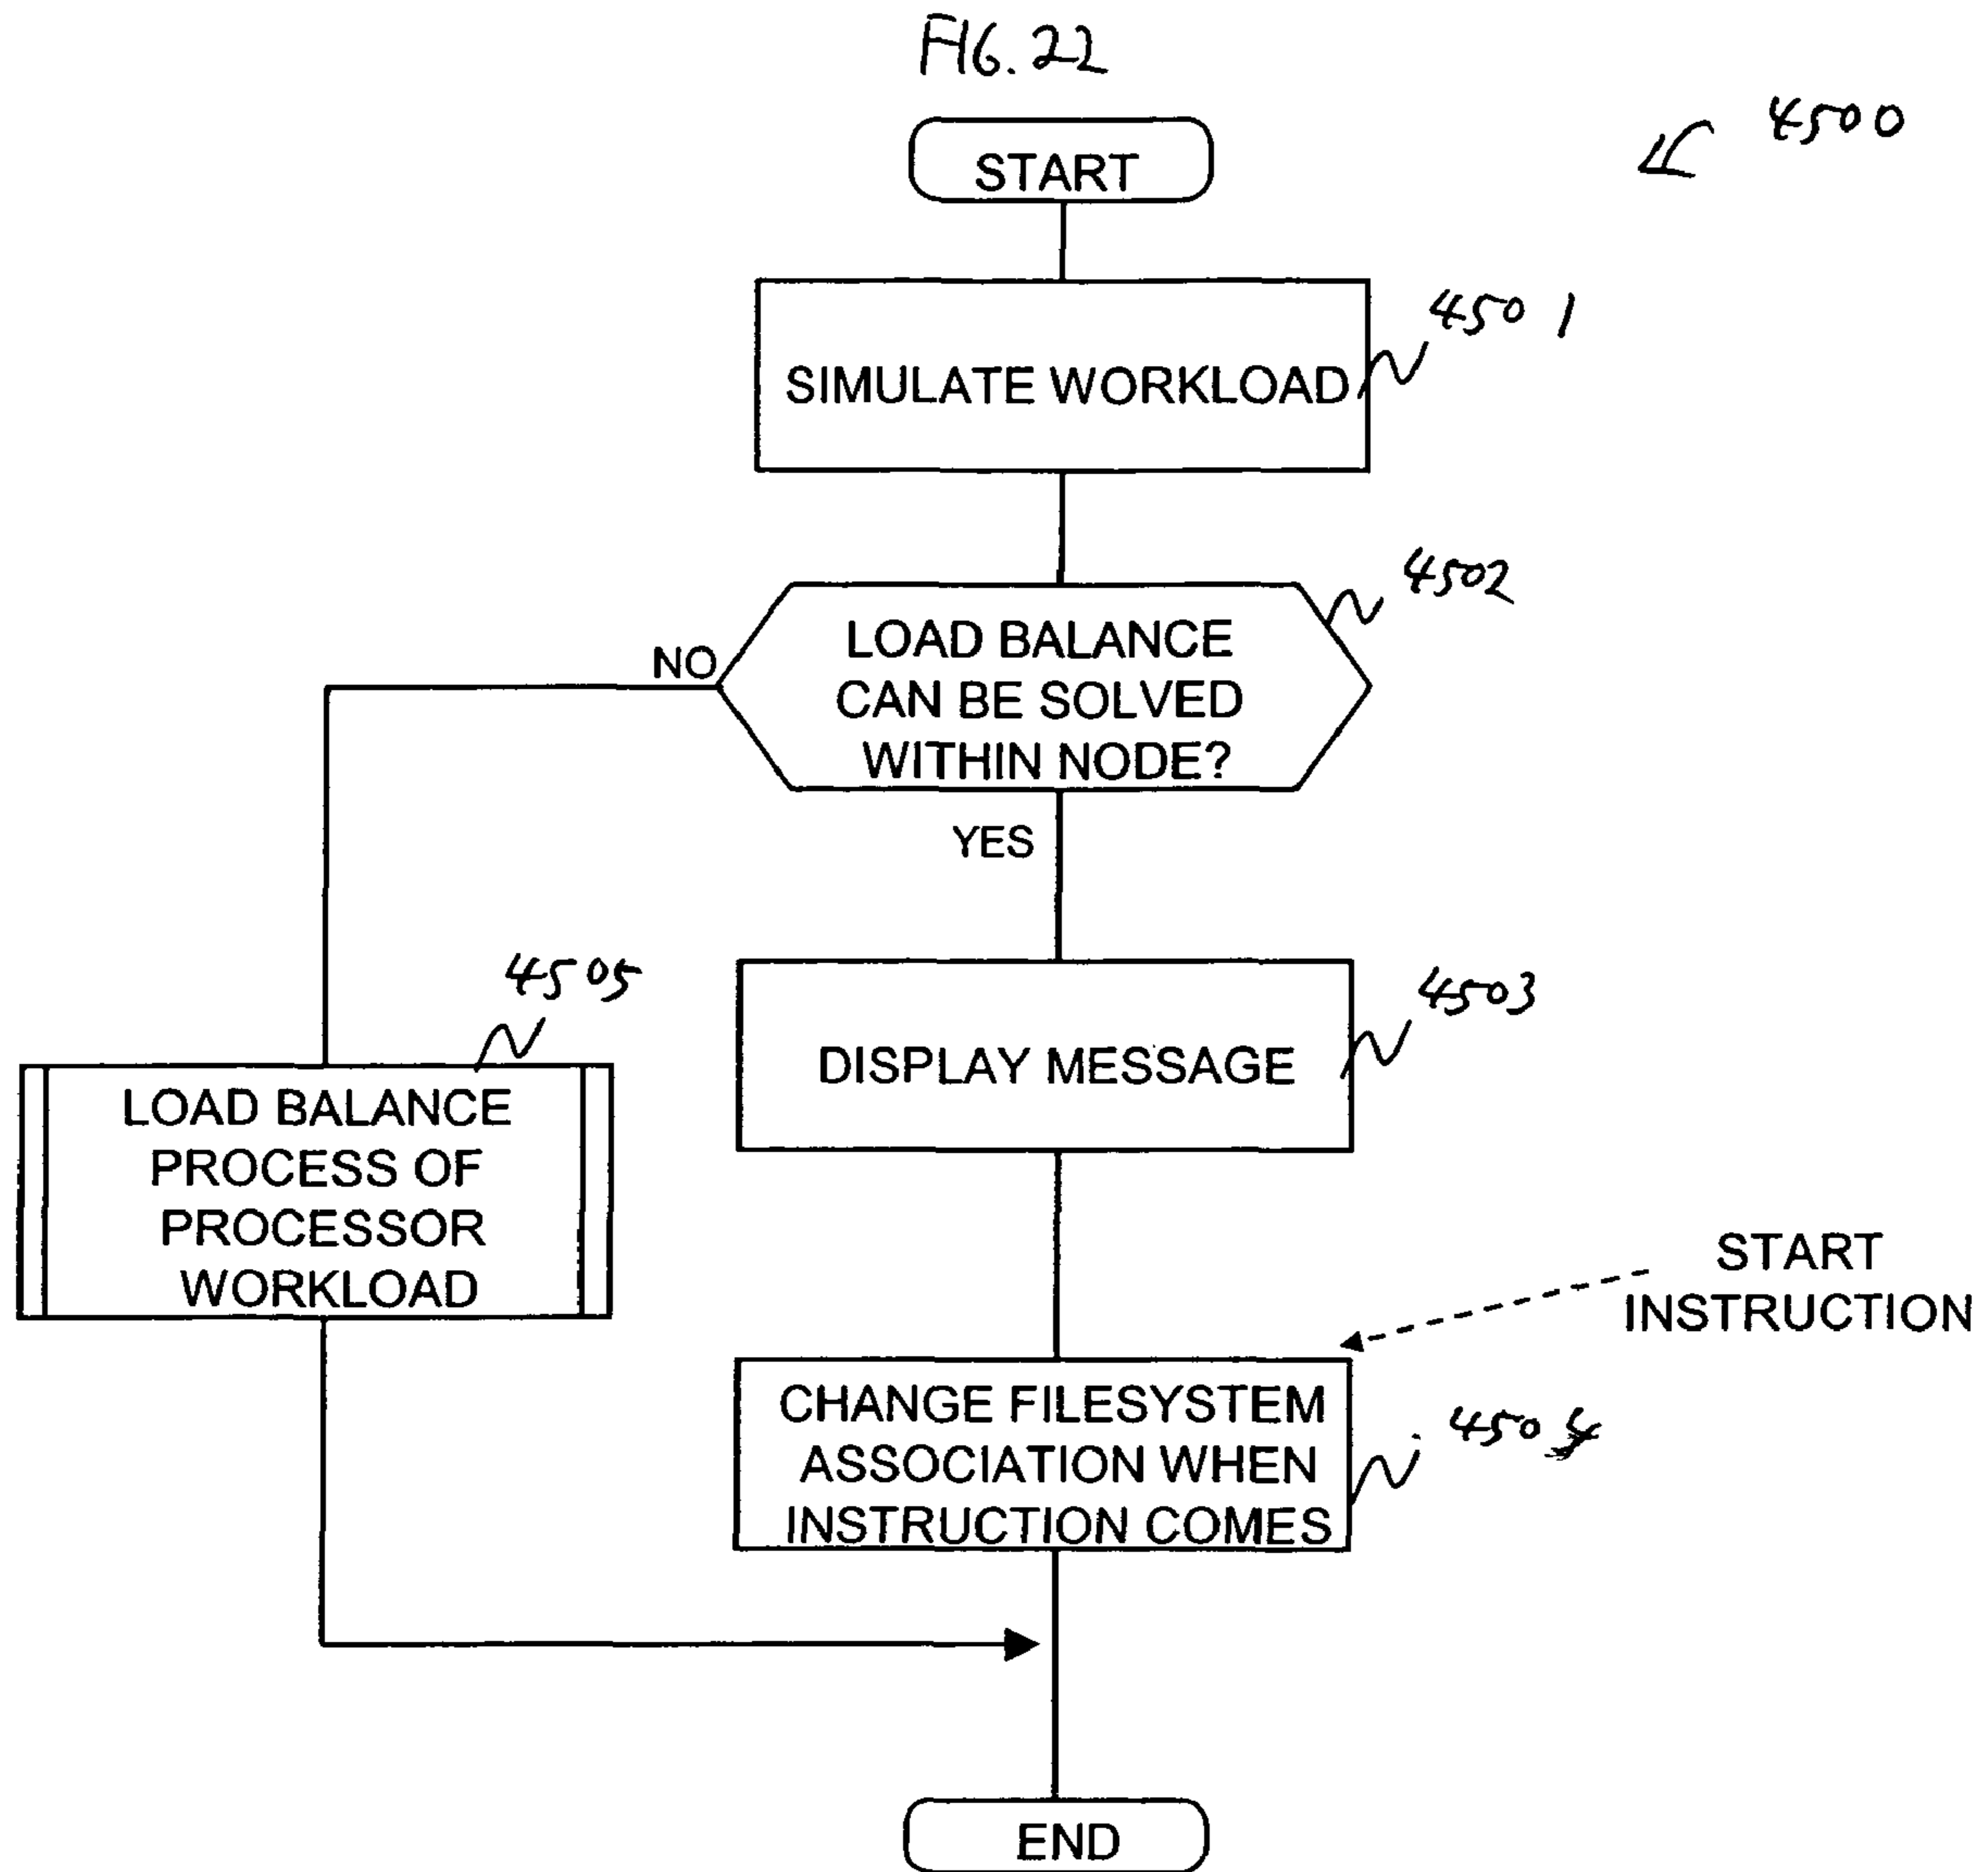 FIG. 22
4500
START
4501
SIMULATE WORKLOAD
4502
NO
LOAD BALANCE
CAN BE SOLVED
WITHIN NODE?
YES
4505
4503
DISPLAY MESSAGE
LOAD BALANCE
PROCESS OF
PROCESSOR
WORKLOAD
START
INSTRUCTION
CHANGE FILESYSTEM
ASSOCIATION WHEN
INSTRUCTION COMES
4504
END